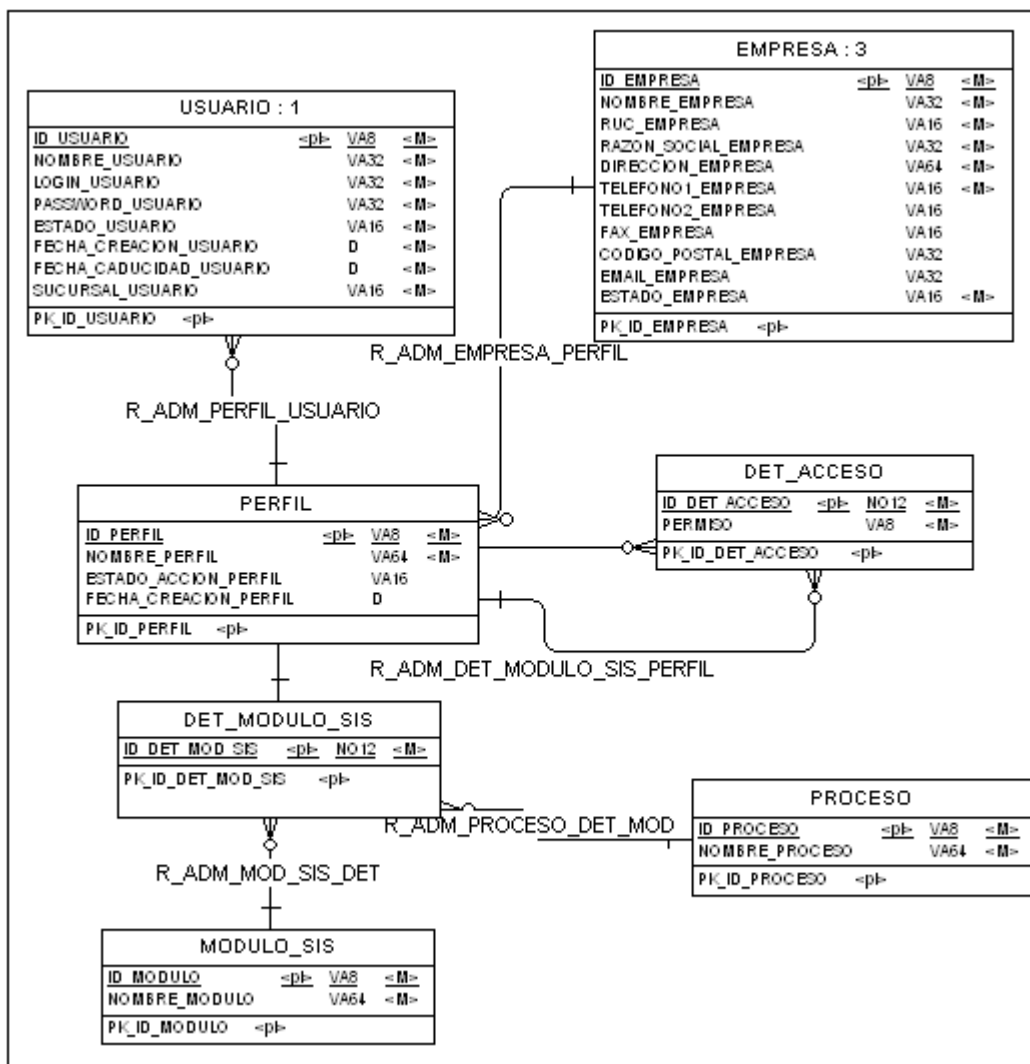 EMPRESA : 3
ID_EMPRESA <pi> VA8 <M>
NOMBRE_EMPRESA VA32 <M>
RUC_EMPRESA VA16 <M>
RAZON_SOCIAL_EMPRESA VA32 <M>
DIRECCION_EMPRESA VA64 <M>
TELEFONO1_EMPRESA VA16 <M>
TELEFONO2_EMPRESA VA16
FAX_EMPRESA VA16
CODIGO_POSTAL_EMPRESA VA32
EMAIL_EMPRESA VA32
ESTADO_EMPRESA VA16 <M>
PK_ID_EMPRESA <pi>
USUARIO : 1
ID_USUARIO <pi> VA8 <M>
NOMBRE_USUARIO VA32 <M>
LOGIN_USUARIO VA32 <M>
PASSWORD_USUARIO VA32 <M>
ESTADO_USUARIO VA16 <M>
FECHA_CREACION_USUARIO D <M>
FECHA_CADUCIDAD_USUARIO D <M>
SUCURSAL_USUARIO VA16 <M>
PK_ID_USUARIO <pi>
R_ADM_EMPRESA_PERFIL
R_ADM_PERFIL_USUARIO
PERFIL
ID_PERFIL <pi> VA8 <M>
NOMBRE_PERFIL VA64 <M>
ESTADO_ACCION_PERFIL VA16
FECHA_CREACION_PERFIL D
PK_ID_PERFIL <pi>
DET_ACCESO
ID_DET_ACCESO <pi> NO12 <M>
PERMISO VA8 <M>
PK_ID_DET_ACCESO <pi>
R_ADM_DET_MODULO_SIS_PERFIL
DET_MODULO_SIS
ID_DET_MOD_SIS <pi> NO12 <M>
PK_ID_DET_MOD_SIS <pi>
R_ADM_PROCESO_DET_MOD
PROCESO
ID_PROCESO <pi> VA8 <M>
NOMBRE_PROCESO VA64 <M>
PK_ID_PROCESO <pi>
R_ADM_MOD_SIS_DET
MODULO_SIS
ID_MODULO <pi> VA8 <M>
NOMBRE_MODULO VA64 <M>
PK_ID_MODULO <pi>